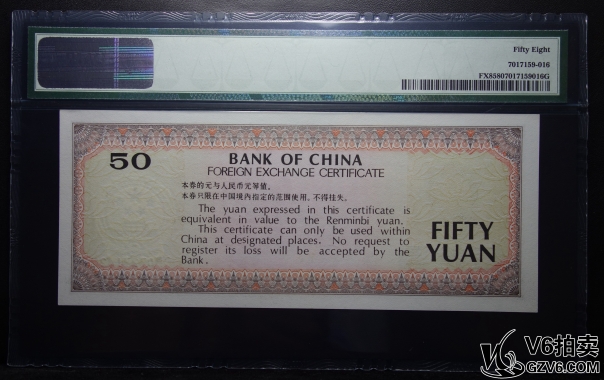 Fifty Eight
7017159-016
FX85807017159016G
50
BANK OF CHINA
FOREIGN EXCHANGE CERTIFICATE
本券的元与人民币元等值。
本券只限在中国境内指定的范围使用，不得挂失。
The yuan expressed in this certificate is
equivalent in value to the Renminbi yuan.
This certificate can only be used within
China at designated places. No request to
register its loss will be accepted by the
Bank.
FIFTY
YUAN
V6拍卖
GZV6.COM